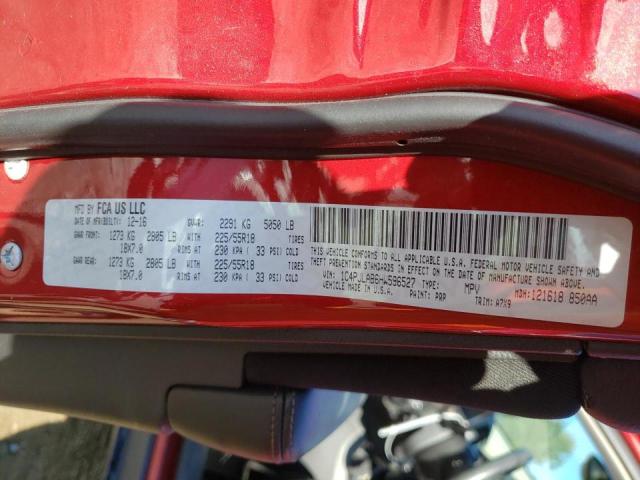 MFD BY FCA US LLC
DATE OF MFR(BUILT): 12-16 GVWR: 2291 KG 5050 LB
GAWR FRONT: 1273 KG 2805 LB WITH 225/55R18 TIRES
18X7.0 RIMS AT 230 KPA ( 33 PSI) COLD
GAWR REAR: 1273 KG 2805 LB WITH 225/55R18 TIRES
18X7.0 RIMS AT 230 KPA ( 33 PSI) COLD
THIS VEHICLE CONFORMS TO ALL APPLICABLE U.S.A. FEDERAL MOTOR VEHICLE SAFETY AND
THEFT PREVENTION STANDARDS IN EFFECT ON THE DATE OF MANUFACTURE SHOWN ABOVE.
VIN: TYPE: MPV MDH: 121618 850AA
VEHICLE MADE IN U.S.A. PAINT: PRP TRIM: A7X9